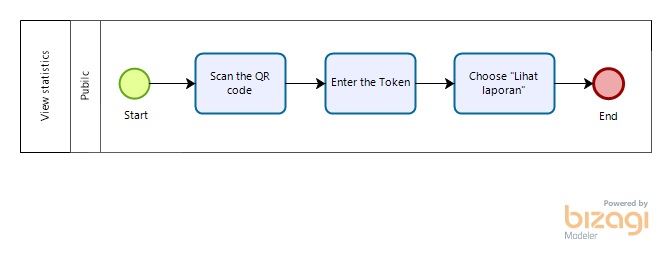 View statistics
Public
Start
Scan the QR
code
Enter the Token
Choose "Lihat
laporan"
End
Powered by
bizagi
Modeler